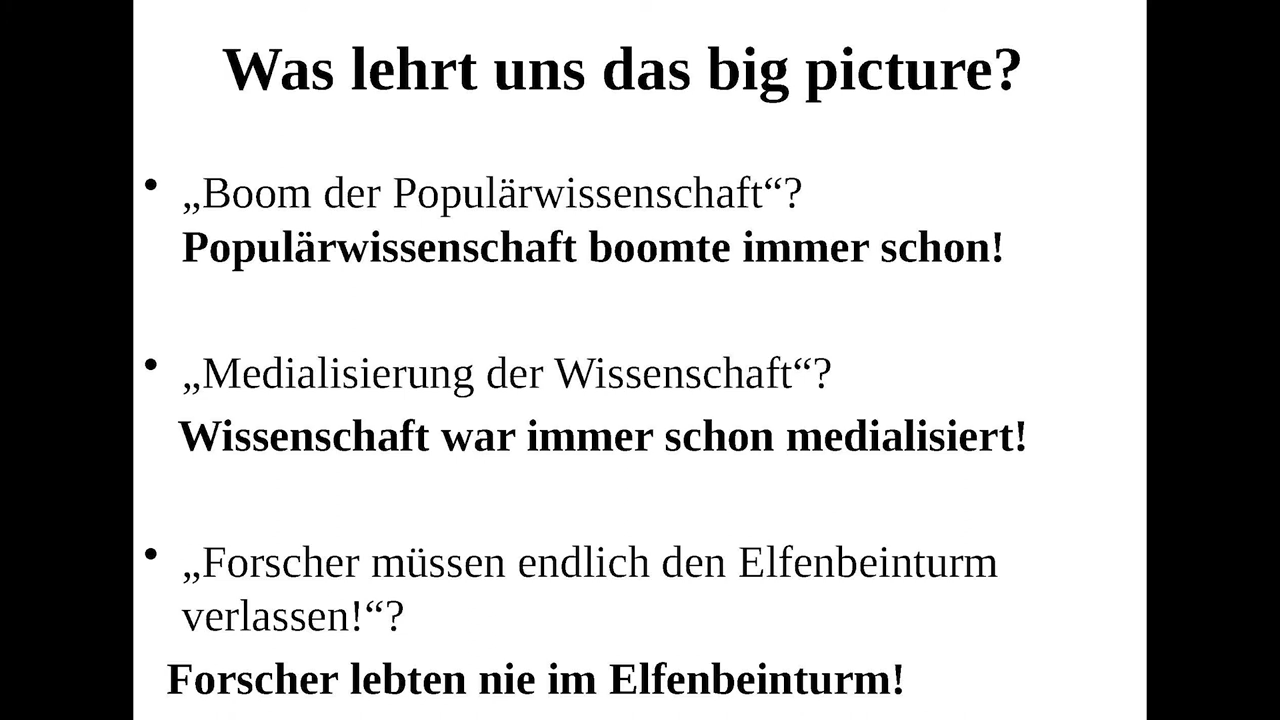 Was lehrt uns das big picture?
• „Boom der Populärwissenschaft“?
Populärwissenschaft boomte immer schon!
• „Medialisierung der Wissenschaft“?
Wissenschaft war immer schon medialisiert!
• „Forscher müssen endlich den Elfenbeinturm
verlassen!“?
Forscher lebten nie im Elfenbeinturm!